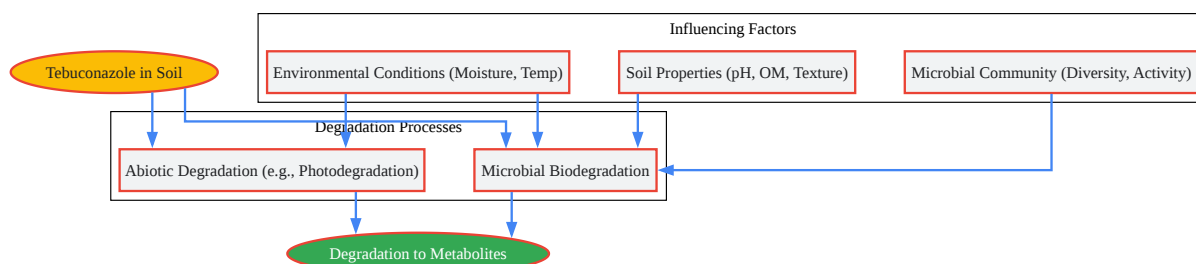 Influencing Factors
Tebuconazole in Soil
Environmental Conditions (Moisture, Temp)
Soil Properties (pH, OM, Texture)
Microbial Community (Diversity, Activity)
Degradation Processes
Abiotic Degradation (e.g., Photodegradation)
Microbial Biodegradation
Degradation to Metabolites